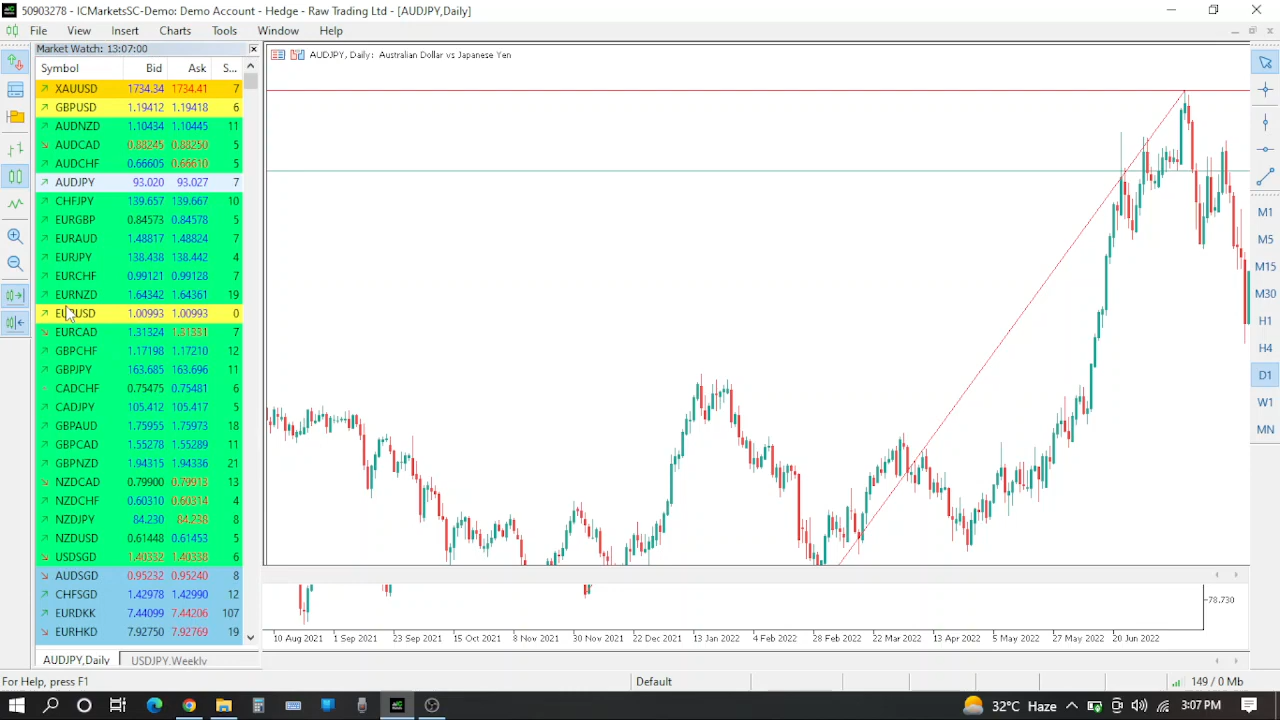 50903278 - ICMarketsSC-Demo: Demo Account - Hedge - Raw Trading Ltd - [AUDJPY,Daily]
File View Insert Charts Tools Window Help
Market Watch: 13:07:00
AUDJPY, Daily: Australian Dollar vs Japanese Yen
Symbol Bid Ask S...
XAUUSD 1734.34 1734.41 7
GBPUSD 1.19412 1.19418 6
AUDNZD 1.10434 1.10445 11
AUDCAD 0.88245 0.88250 5
AUDCHF 0.66605 0.66610 5
AUDJPY 93.020 93.027 7
CHFJPY 139.657 139.667 10
EURGBP 0.84573 0.84578 5
EURAUD 1.48817 1.48824 7
EURJPY 138.438 138.442 4
EURCHF 0.99121 0.99128 7
EURNZD 1.64342 1.64361 19
EURUSD 1.00993 1.00993 0
EURCAD 1.31324 1.31331 7
GBPCHF 1.17198 1.17210 12
GBPJPY 163.685 163.696 11
CADCHF 0.75475 0.75481 6
CADJPY 105.412 105.417 5
GBPAUD 1.75955 1.75973 18
GBPCAD 1.55278 1.55289 11
GBPNZD 1.94315 1.94336 21
NZDCAD 0.79900 0.79913 13
NZDCHF 0.60310 0.60314 4
NZDJPY 84.230 84.238 8
NZDUSD 0.61448 0.61453 5
USDSGD 1.40332 1.40338 6
AUDSGD 0.95232 0.95240 8
CHFSGD 1.42978 1.42990 12
EURDKK 7.44099 7.44206 107
EURHKD 7.92750 7.92769 19
M1
M5
M15
M30
H1
H4
D1
W1
MN
78.730
10 Aug 2021 1 Sep 2021 23 Sep 2021 15 Oct 2021 8 Nov 2021 30 Nov 2021 22 Dec 2021 13 Jan 2022 4 Feb 2022 28 Feb 2022 22 Mar 2022 13 Apr 2022 5 May 2022 27 May 2022 20 Jun 2022
AUDJPY,Daily USDJPY,Weekly
For Help, press F1 Default 149 / 0 Mb
32°C Haze 3:07 PM